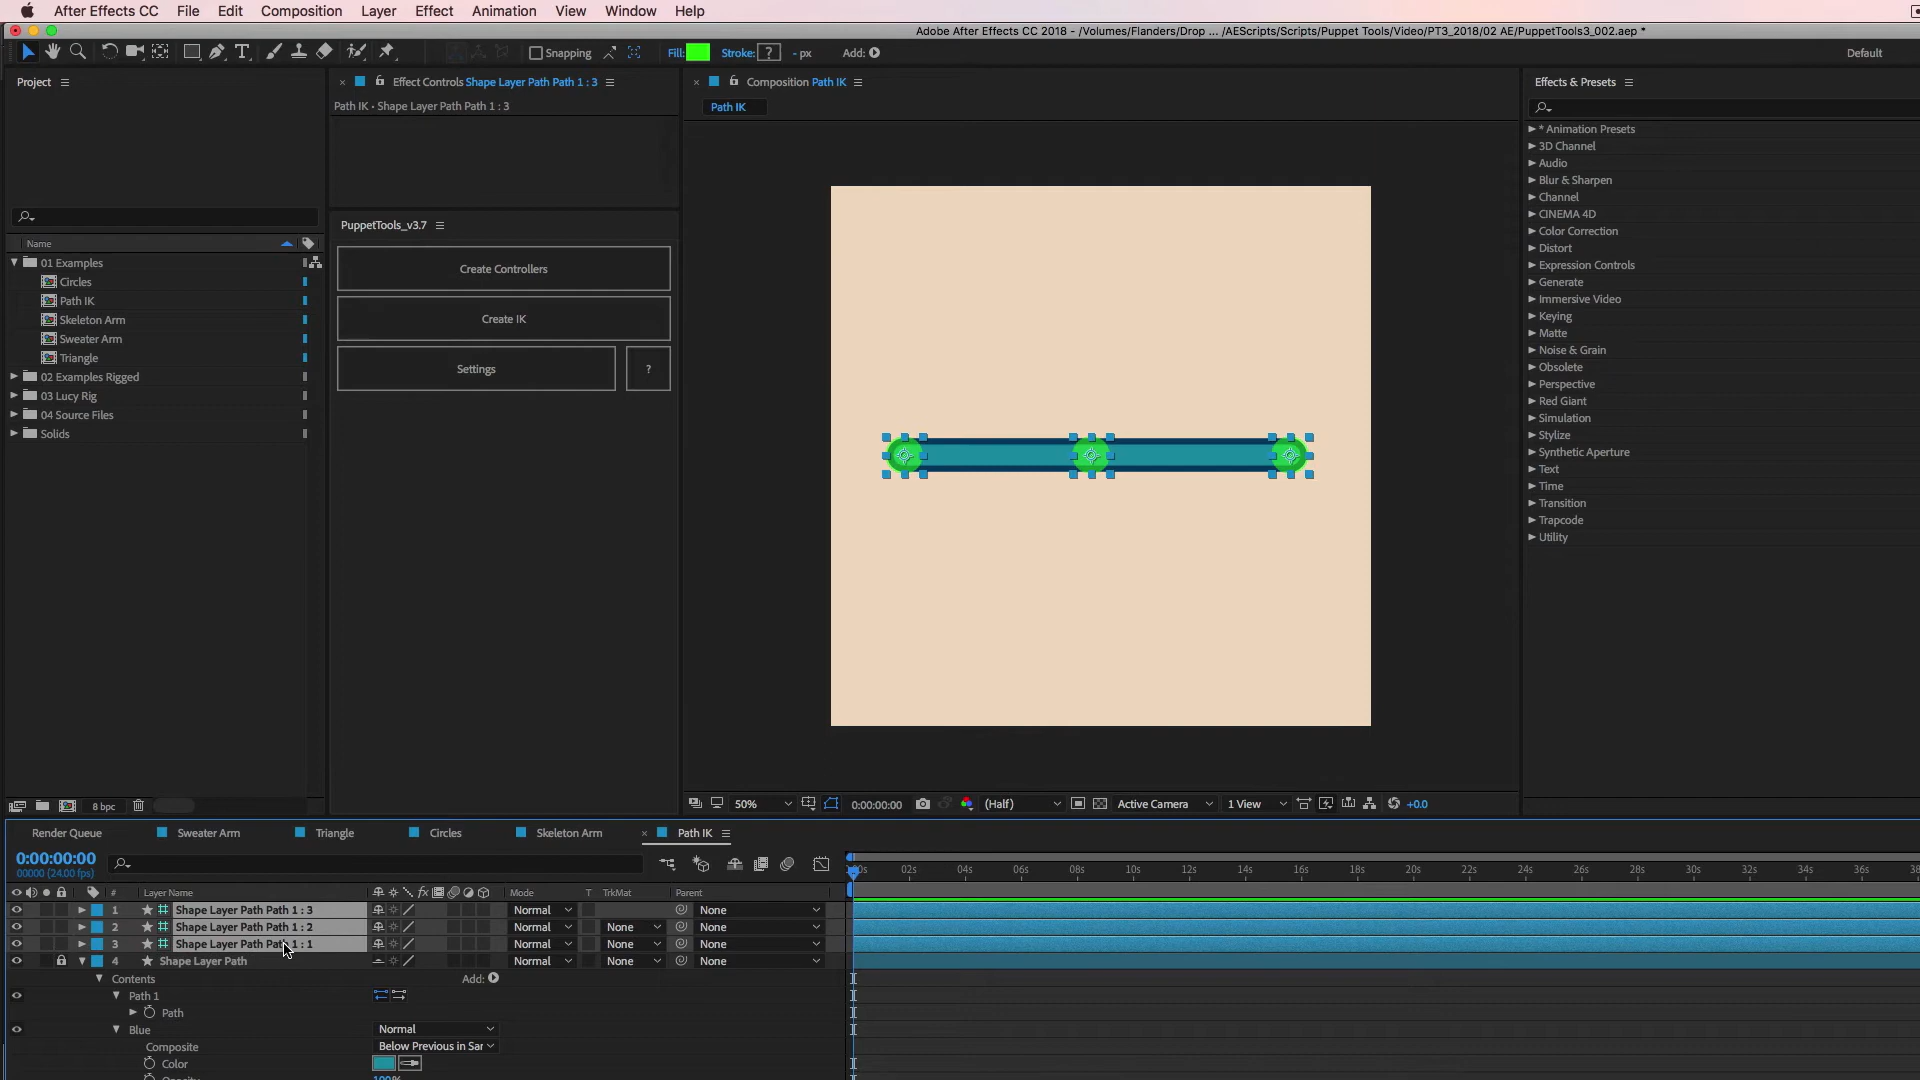 After Effects CC File Edit Composition Layer Effect Animation View Window Help
Adobe After Effects CC 2018 - /Volumes/Flanders/Drop ... /AEScripts/Scripts/Puppet Tools/Video/PT3_2018/02 AE/PuppetTools3_002.aep *
Snapping Fill: Stroke: ? - px Add: Default
Project
Effect Controls Shape Layer Path Path 1 : 3
Composition Path IK
Effects & Presets
Path IK • Shape Layer Path Path 1 : 3
Path IK
* Animation Presets
3D Channel
Audio
Blur & Sharpen
Channel
CINEMA 4D
Color Correction
Distort
Expression Controls
Generate
Immersive Video
Keying
Matte
Noise & Grain
Obsolete
Perspective
Red Giant
Simulation
Stylize
Synthetic Aperture
Text
Time
Transition
Trapcode
Utility
PuppetTools_v3.7
Create Controllers
Create IK
Settings ?
Name
01 Examples
Circles
Path IK
Skeleton Arm
Sweater Arm
Triangle
02 Examples Rigged
03 Lucy Rig
04 Source Files
Solids
8 bpc
50% 0:00:00:00 (Half) Active Camera 1 View +0.0
Render Queue Sweater Arm Triangle Circles Skeleton Arm Path IK
0:00:00:00
00000 (24.00 fps)
02s 04s 06s 08s 10s 12s 14s 16s 18s 20s 22s 24s 26s 28s 30s 32s 34s 36s
# Layer Name fx Mode T TrkMat Parent
1 Shape Layer Path Path 1 : 3 Normal None
2 Shape Layer Path Path 1 : 2 Normal None None
3 Shape Layer Path Path 1 : 1 Normal None None
4 Shape Layer Path Normal None None
Contents Add:
Path 1
Path
Blue Normal
Composite Below Previous in Sar
Color